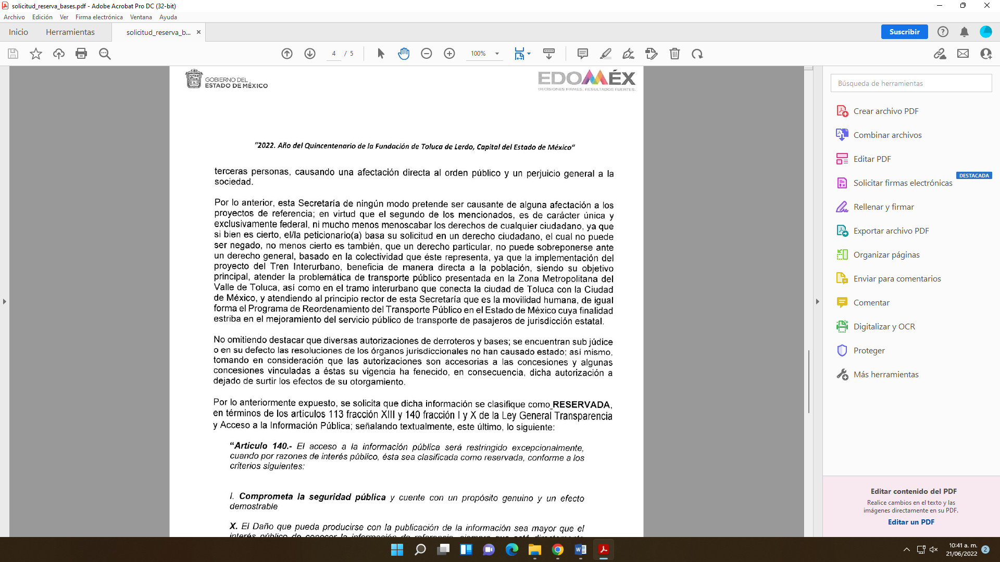 solicitud_reserva_bases.pdf - Adobe Acrobat Pro DC (32-bit)
Archivo Edición Ver Firma electrónica Ventana Ayuda
Inicio Herramientas solicitud_reserva_b... Suscribir
4 / 5 100%
GOBIERNO DEL
ESTADO DE MÉXICO
EDOMÉX
DECISIONES FIRMES, RESULTADOS FUERTES.
"2022. Año del Quincentenario de la Fundación de Toluca de Lerdo, Capital del Estado de México"
terceras personas, causando una afectación directa al orden público y un perjuicio general a la
sociedad.
Por lo anterior, esta Secretaría de ningún modo pretende ser causante de alguna afectación a los
proyectos de referencia; en virtud que el segundo de los mencionados, es de carácter única y
exclusivamente federal, ni mucho menos menoscabar los derechos de cualquier ciudadano, ya que
si bien es cierto, el/la peticionario(a) basa su solicitud en un derecho ciudadano, el cual no puede
ser negado, no menos cierto es también, que un derecho particular, no puede sobreponerse ante
un derecho general, basado en la colectividad que éste representa, ya que la implementación del
proyecto del Tren Interurbano, beneficia de manera directa a la población, siendo su objetivo
principal, atender la problemática de transporte público presentada en la Zona Metropolitana del
Valle de Toluca, así como en el tramo interurbano que conecta la ciudad de Toluca con la Ciudad
de México, y atendiendo al principio rector de esta Secretaría que es la movilidad humana, de igual
forma el Programa de Reordenamiento del Transporte Público en el Estado de México cuya finalidad
estriba en el mejoramiento del servicio público de transporte de pasajeros de jurisdicción estatal.
No omitiendo destacar que diversas autorizaciones de derroteros y bases; se encuentran sub júdice
o en su defecto las resoluciones de los órganos jurisdiccionales no han causado estado; así mismo,
tomando en consideración que las autorizaciones son accesorias a las concesiones y algunas
concesiones vinculadas a éstas su vigencia ha fenecido, en consecuencia, dicha autorización a
dejado de surtir los efectos de su otorgamiento.
Por lo anteriormente expuesto, se solicita que dicha información se clasifique como RESERVADA,
en términos de los artículos 113 fracción XIII y 140 fracción I y X de la Ley General Transparencia
y Acceso a la Información Pública; señalando textualmente, este último, lo siguiente:
"Artículo 140.- El acceso a la información pública será restringido excepcionalmente,
cuando por razones de interés público, ésta sea clasificada como reservada, conforme a los
criterios siguientes:
I. Comprometa la seguridad pública y cuente con un propósito genuino y un efecto
demostrable
X. El Daño que pueda producirse con la publicación de la información sea mayor que el
interés público de conocer la información de referencia, siempre que esté directamente
Búsqueda de herramientas
Crear archivo PDF
Combinar archivos
Editar PDF
DESTACADA
Solicitar firmas electrónicas
Rellenar y firmar
Exportar archivo PDF
Organizar páginas
Enviar para comentarios
Comentar
Digitalizar y OCR
Proteger
Más herramientas
Editar contenido del PDF
Realice cambios en el texto y las
imágenes directamente en su PDF.
Editar un PDF
10:41 a. m.
21/06/2022
2